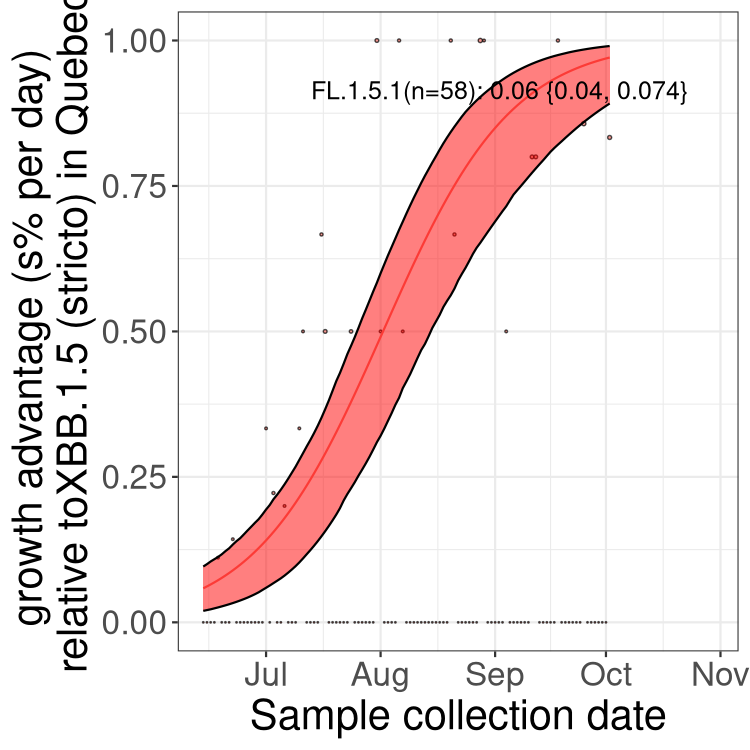 growth advantage (s% per day)
relative toXBB.1.5 (stricto) in Quebec
1.00
0.75
0.50
0.25
0.00
FL.1.5.1(n=58): 0.06 {0.04, 0.074}
Jul Aug Sep Oct Nov
Sample collection date